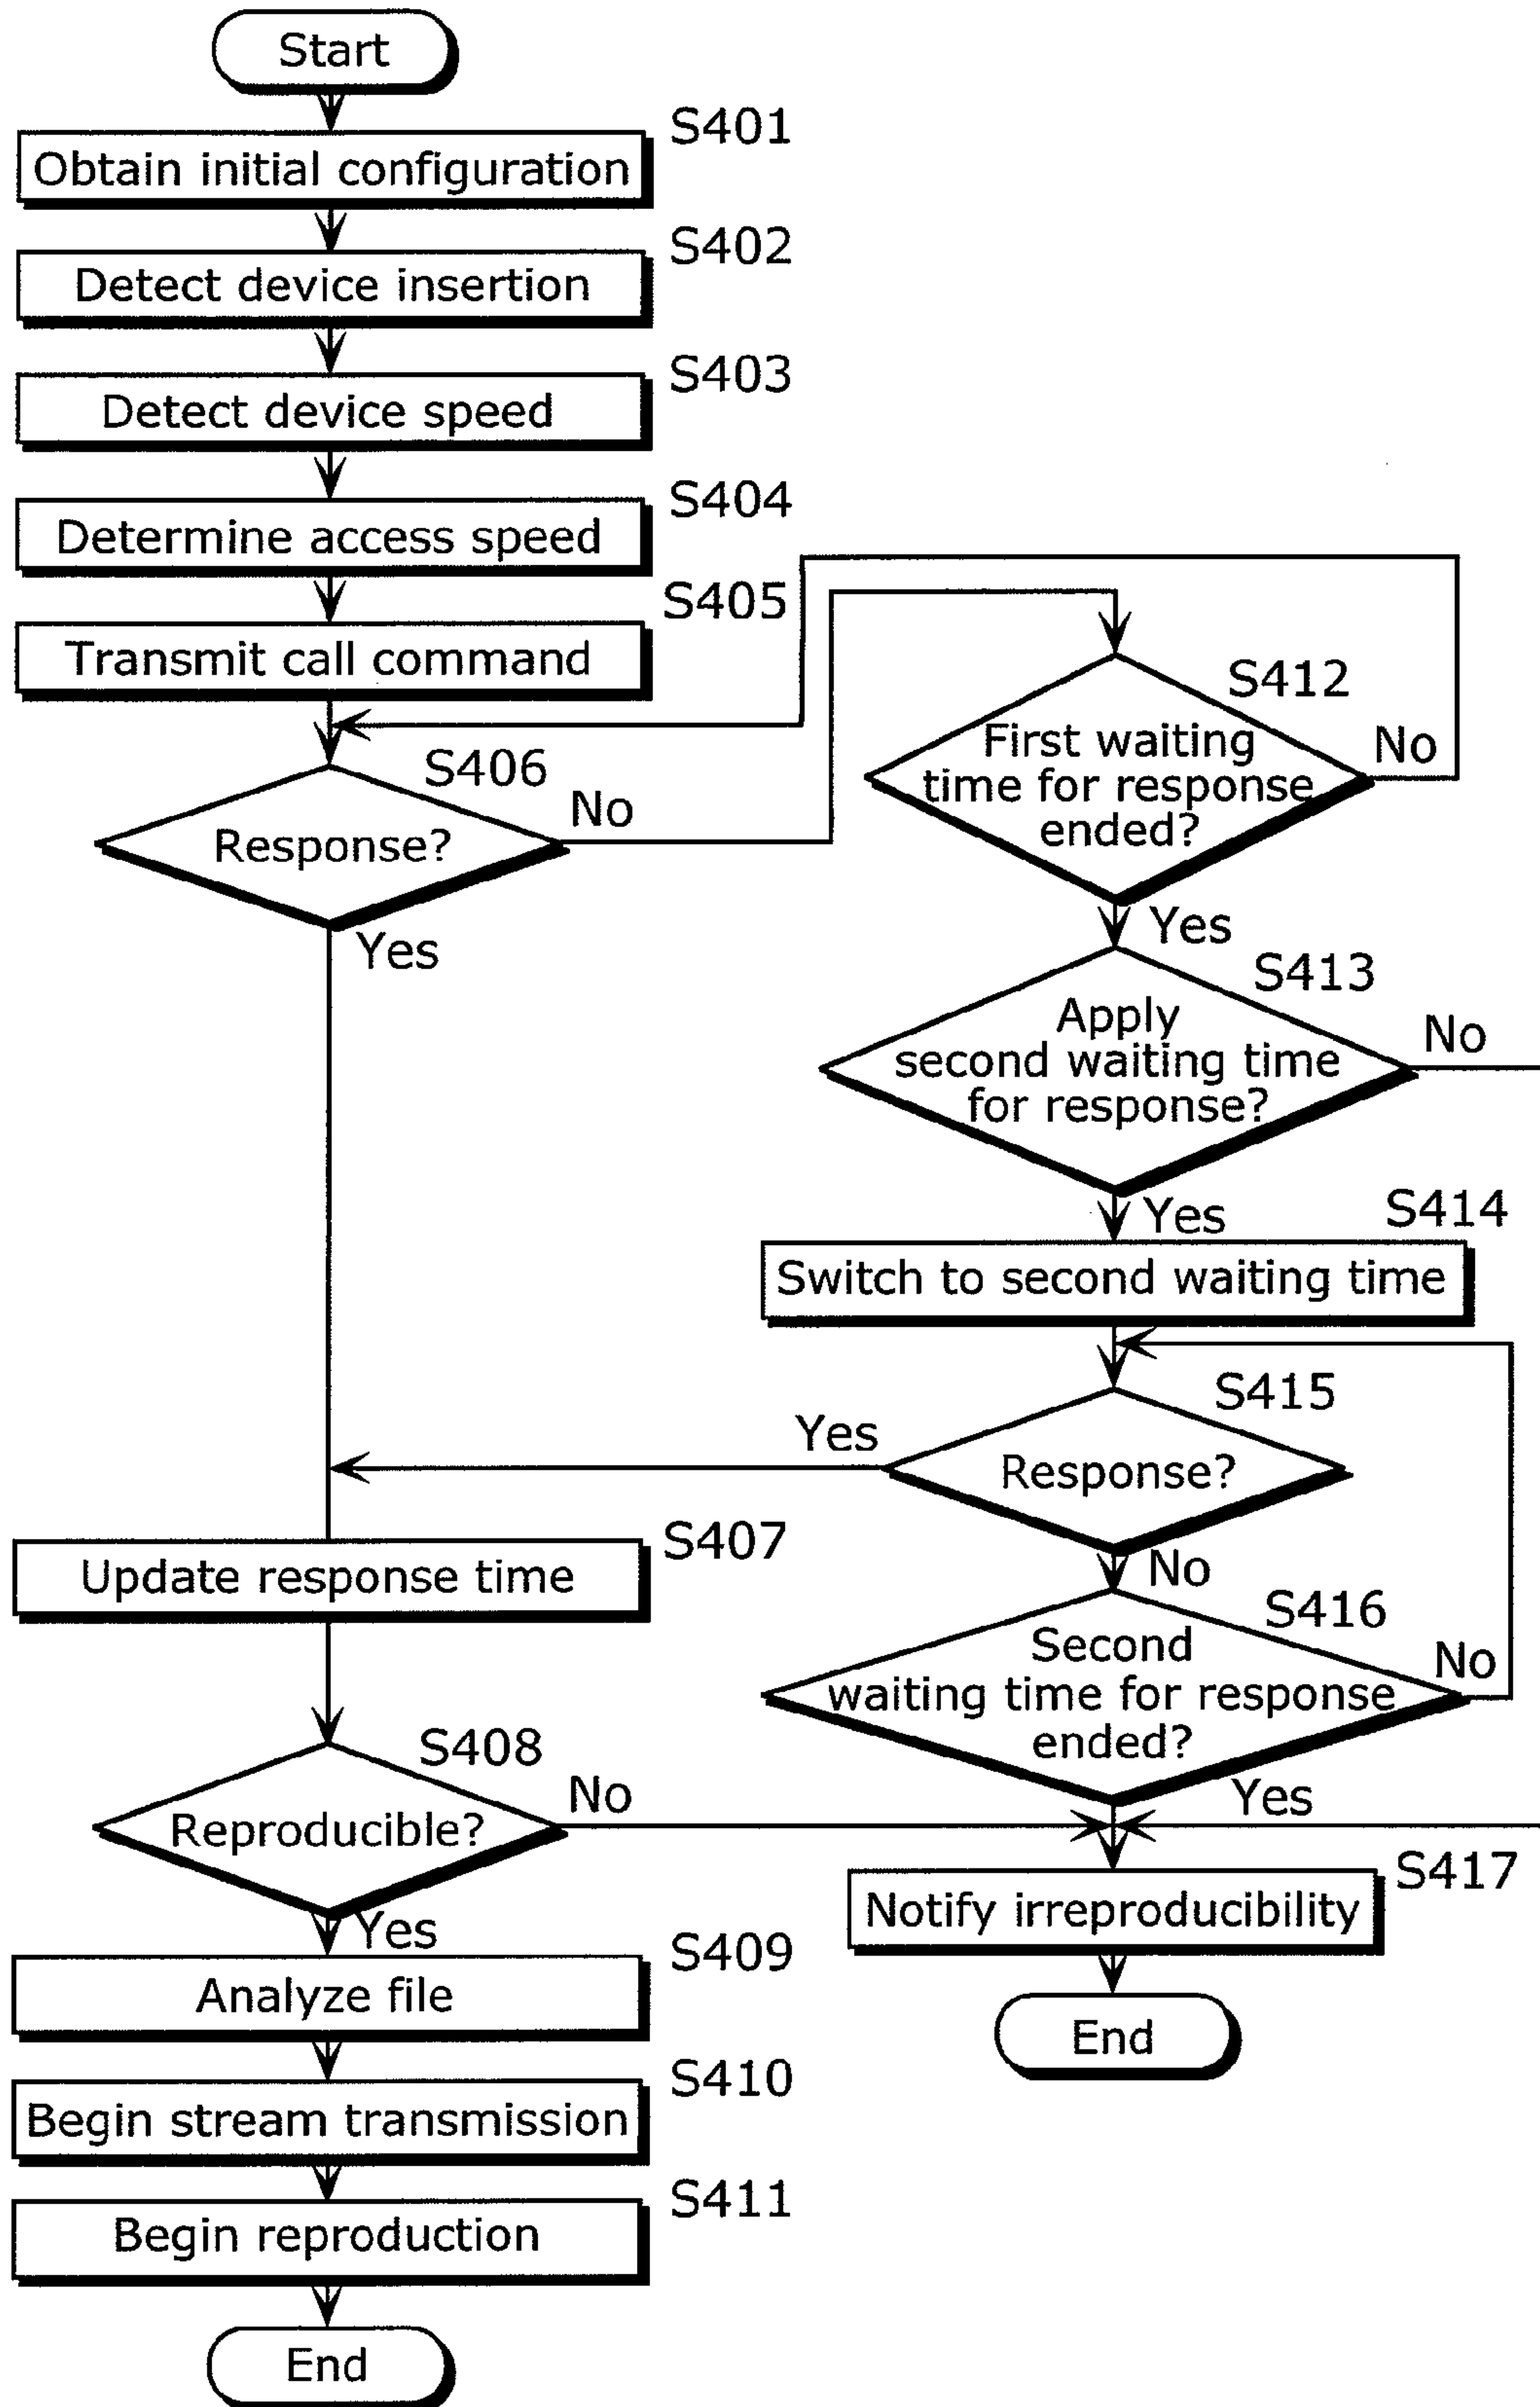 Start
S401
Obtain initial configuration
S402
Detect device insertion
S403
Detect device speed
S404
Determine access speed
S405
Transmit call command
S406
Response?
No
Yes
S412
First waiting
time for response
ended?
No
Yes
S413
Apply
second waiting time
for response?
No
Yes
S414
Switch to second waiting time
S415
Response?
Yes
No
S407
Update response time
S416
Second
waiting time for response
ended?
No
Yes
S408
Reproducible?
No
Yes
S417
Notify irreproducibility
End
S409
Analyze file
S410
Begin stream transmission
S411
Begin reproduction
End